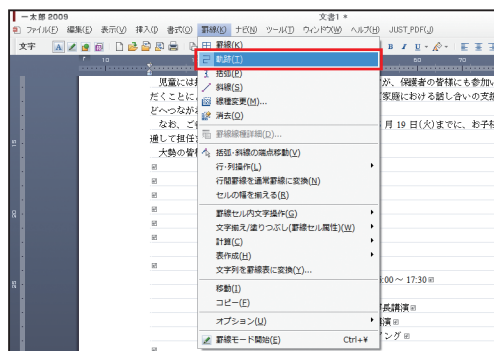 一太郎 2009
文書1 *
ファイル(F) 編集(E) 表示(V) 挿入(I) 書式(O) 罫線(K) ナビ(N) ツール(T) ウィンドウ(W) ヘルプ(H) JUST_PDF(J)
文字
罫線(K)
軌跡(T)
括弧(P)
斜線(S)
線種変更(M)...
消去(O)
罫線線種詳細(D)...
括弧・斜線の端点移動(V)
行・列操作(L)
行間罫線を通常罫線に変換(N)
セルの幅を揃える(R)
罫線セル内文字操作(G)
文字揃え/塗りつぶし(罫線セル属性)(W)
計算(C)
表作成(H)
文字列を罫線表に変換(Y)...
移動(I)
コピー(F)
オプション(U)
罫線モード開始(E) Ctrl+¥
児童には
が、保護者の皆様にも参加い
だくことに
家庭における話し合いの支援
どへつなが
なお、ご
月 19 日(火)までに、お子
通して担任
大勢の皆
:00～ 17:30
長講演
演
ング